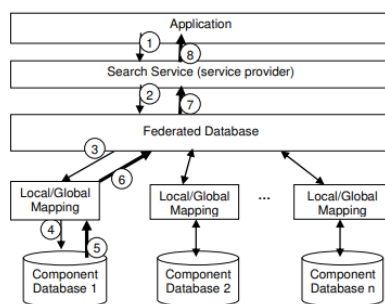 Application
1
8
Search Service (service provider)
2
7
Federated Database
3
6
Local/Global
Mapping
Local/Global
Mapping
...
Local/Global
Mapping
4
5
Component
Database 1
Component
Database 2
Component
Database n